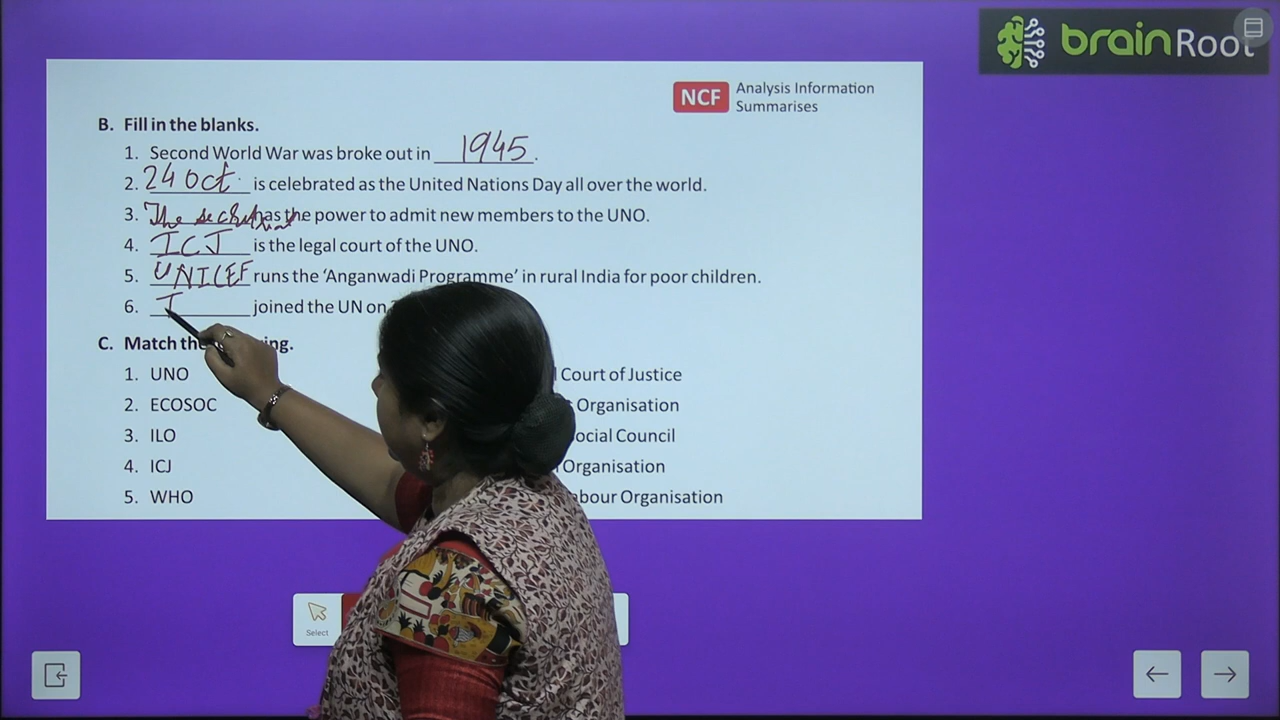 brainRoot
NCF Analysis Information
Summarises
B. Fill in the blanks.
1. Second World War was broke out in 1945.
2. 24 Oct. is celebrated as the United Nations Day all over the world.
3. The has the power to admit new members to the UNO.
4. ICJ is the legal court of the UNO.
5. UNICEF runs the ‘Anganwadi Programme’ in rural India for poor children.
6. I joined the UN on
C. Match the
1. UNO Court of Justice
2. ECOSOC Organisation
3. ILO Council
4. ICJ Organisation
5. WHO Organisation
Select